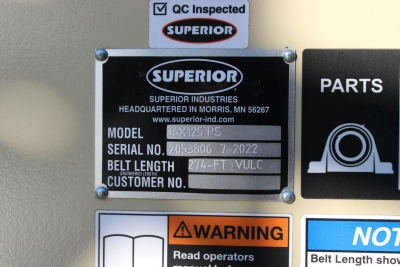 QC Inspected
SUPERIOR
SUPERIOR
SUPERIOR INDUSTRIES
HEADQUARTERED IN MORRIS, MN 56267
www.superior-ind.com
MODEL 36X125 PS
SERIAL NO. 2053806 7-2022
BELT LENGTH 274-FT.VULC
CUSTOMER NO.
PARTS
WARNING
Read operators
NOT
Belt Length show